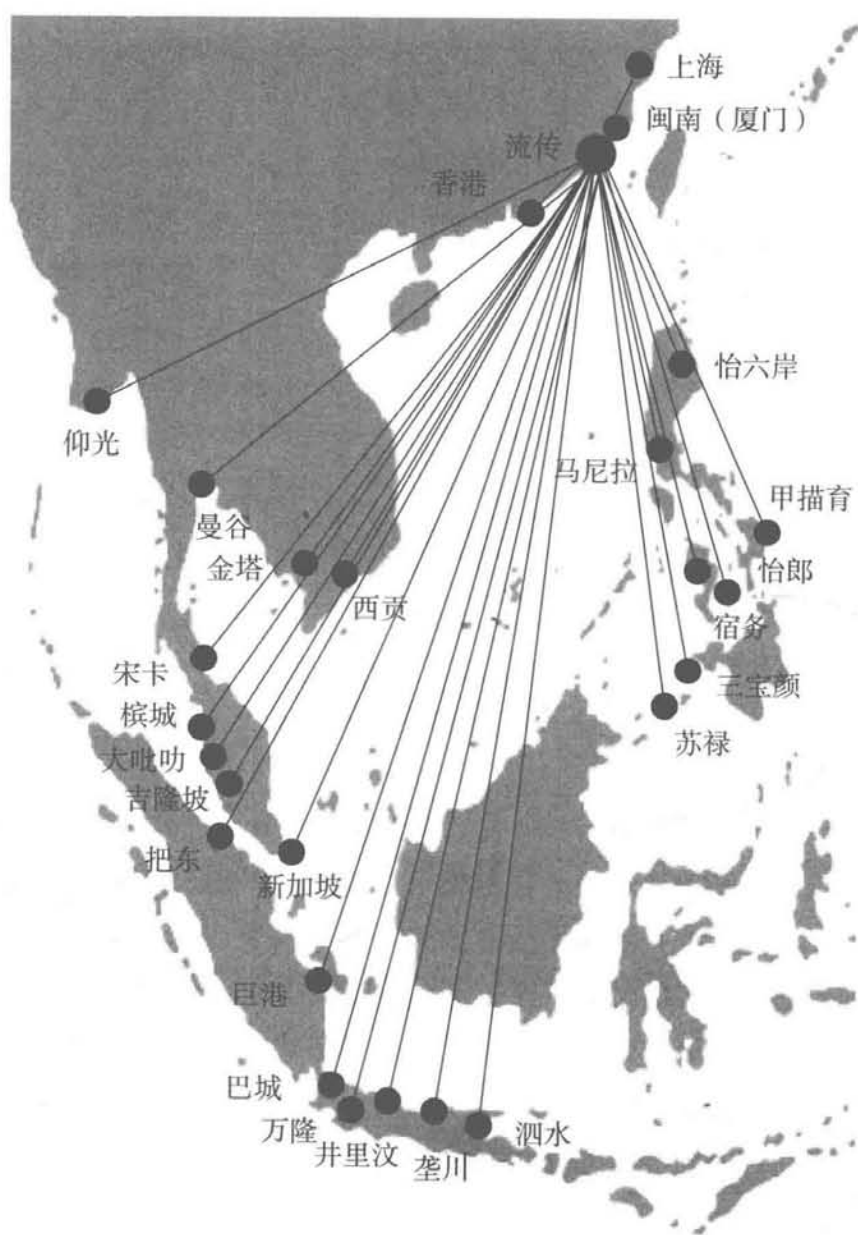 上海
闽南（厦门）
流传
香港
怡六岸
仰光
马尼拉
曼谷
甲描育
金塔
怡郎
西贡
宿务
宋卡
三宝颜
槟城
苏禄
大吡叻
吉隆坡
把东
新加坡
巨港
巴城
万隆
泗水
井里汶
垄川